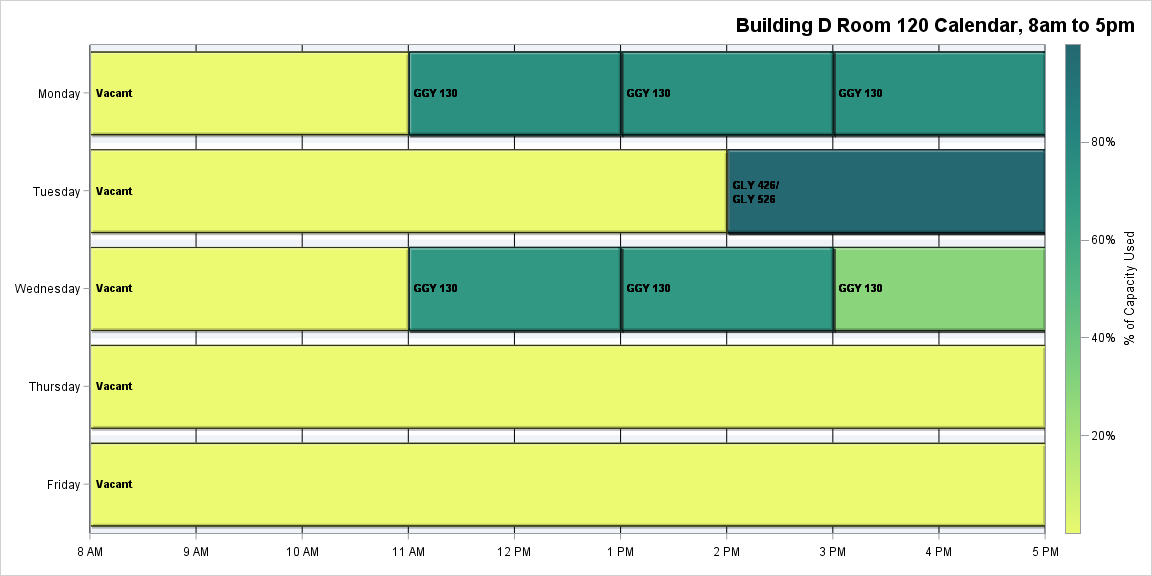 Building D Room 120 Calendar, 8am to 5pm
Monday
Vacant
GGY 130
GGY 130
GGY 130
Tuesday
Vacant
GLY 426/
GLY 526
Wednesday
Vacant
GGY 130
GGY 130
GGY 130
Thursday
Vacant
Friday
Vacant
8 AM
9 AM
10 AM
11 AM
12 PM
1 PM
2 PM
3 PM
4 PM
5 PM
80%
60%
40%
20%
% of Capacity Used